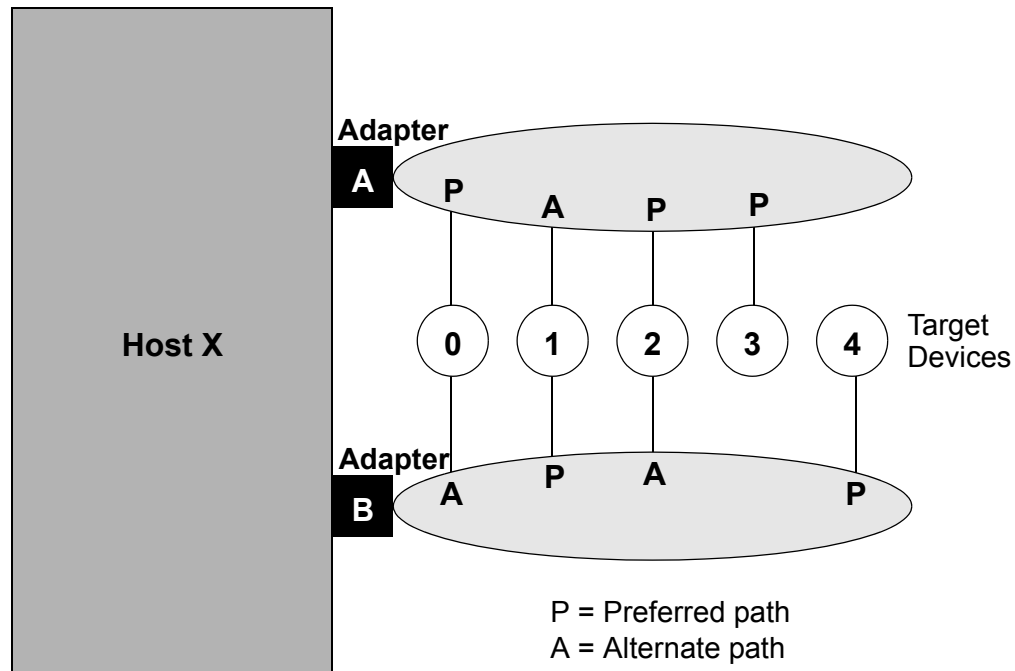 Adapter
A
P
A
P
P
Host X
0
1
2
3
4
Target
Devices
Adapter
B
A
P
A
P
P = Preferred path
A = Alternate path